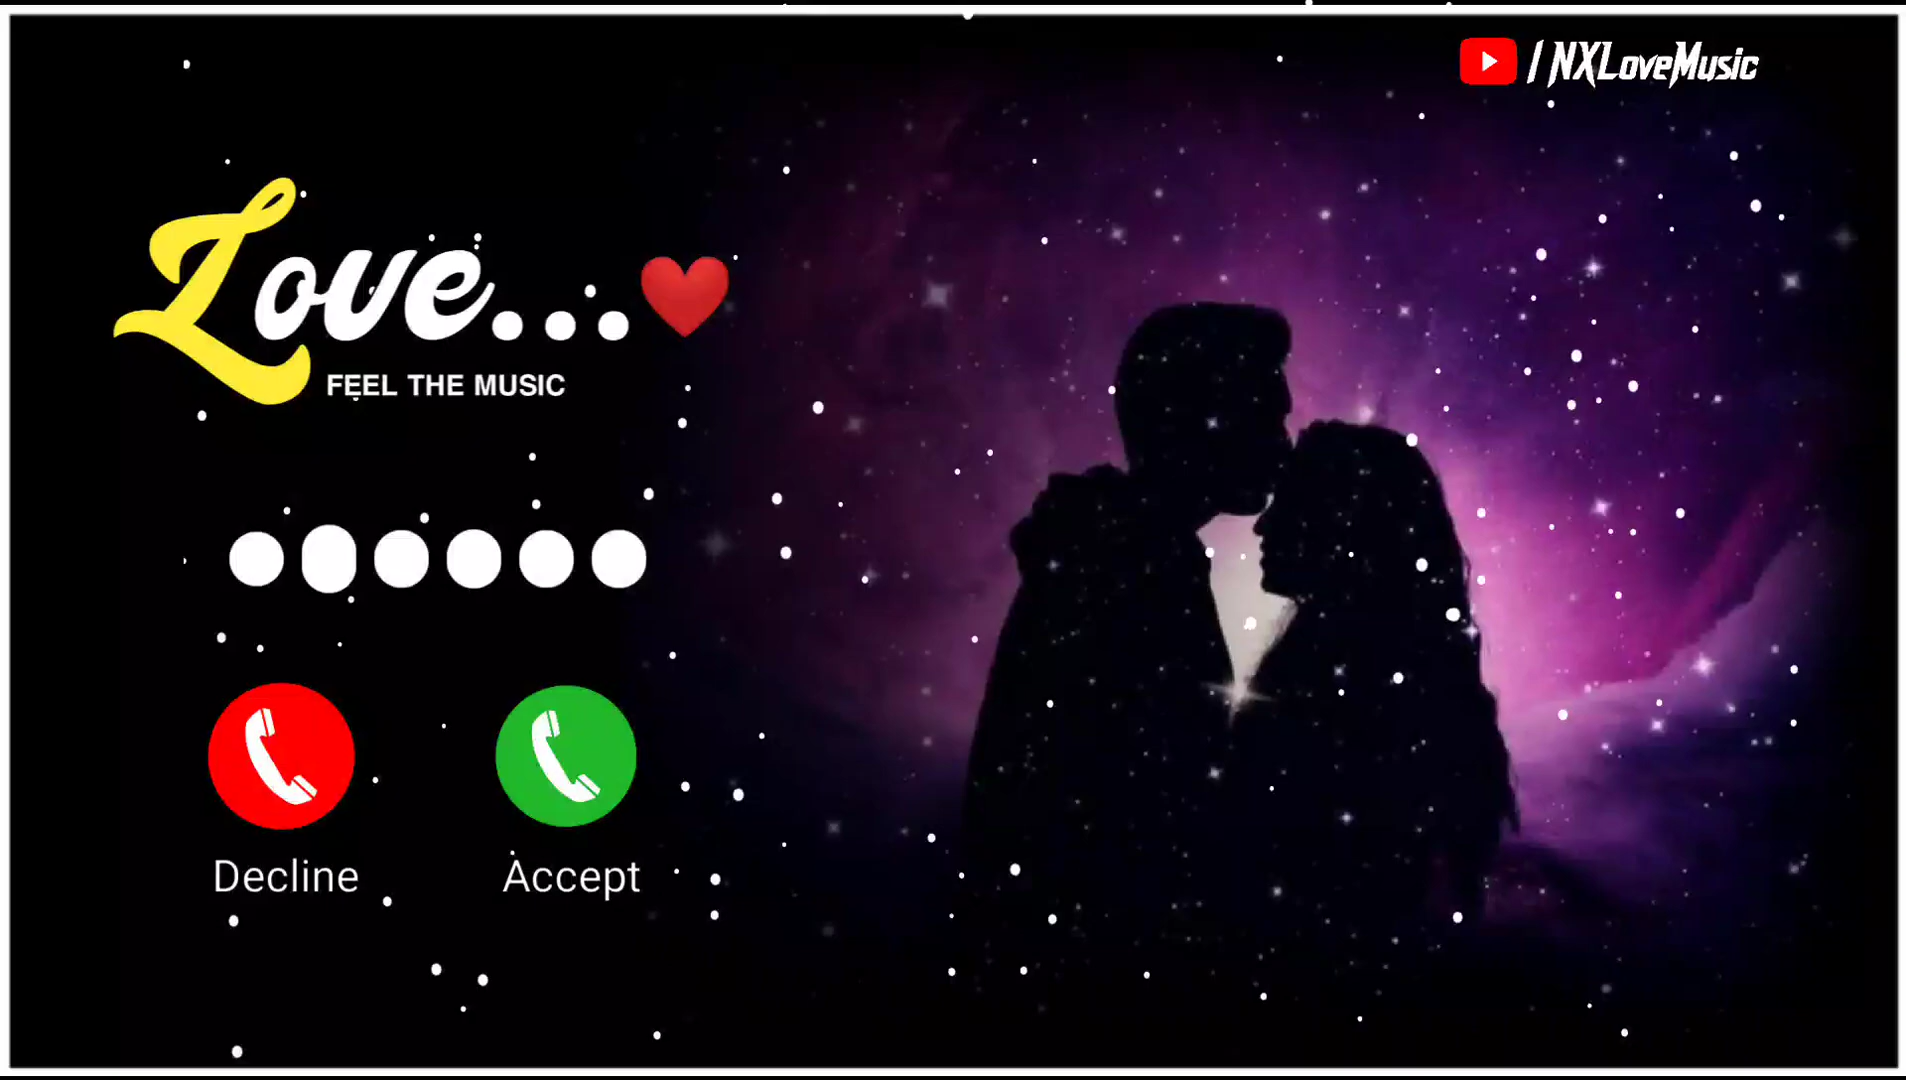 /NXLoveMusic
Love...❤️
FEEL THE MUSIC
Decline
Accept